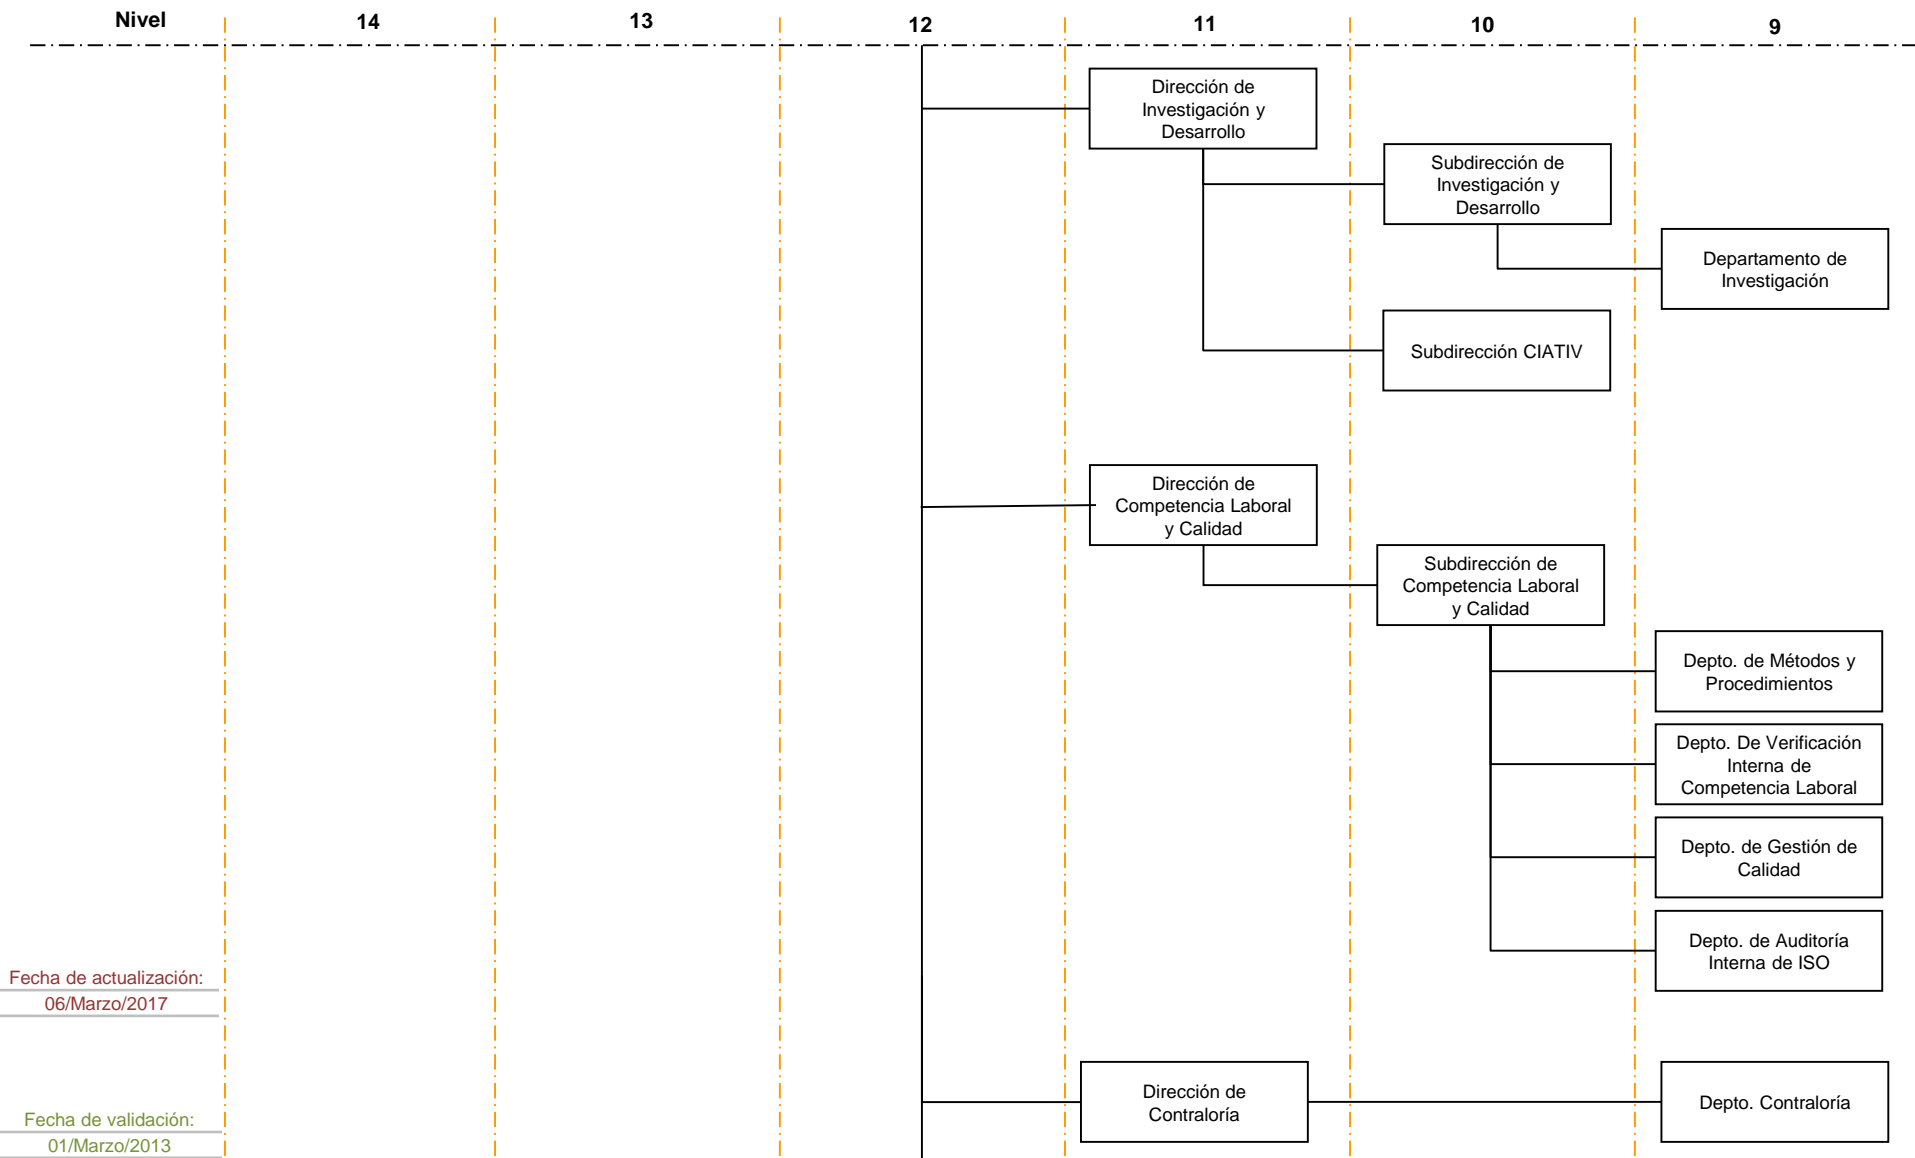 Nivel 14 13 12 11 10 9
Dirección de
Investigación y
Desarrollo
Subdirección de
Investigación y
Desarrollo
Departamento de
Investigación
Subdirección CIATIV
Dirección de
Competencia Laboral
y Calidad
Subdirección de
Competencia Laboral
y Calidad
Depto. de Métodos y
Procedimientos
Depto. De Verificación
Interna de
Competencia Laboral
Depto. de Gestión de
Calidad
Depto. de Auditoría
Interna de ISO
Fecha de actualización:
06/Marzo/2017
Dirección de
Contraloría
Depto. Contraloría
Fecha de validación:
01/Marzo/2013